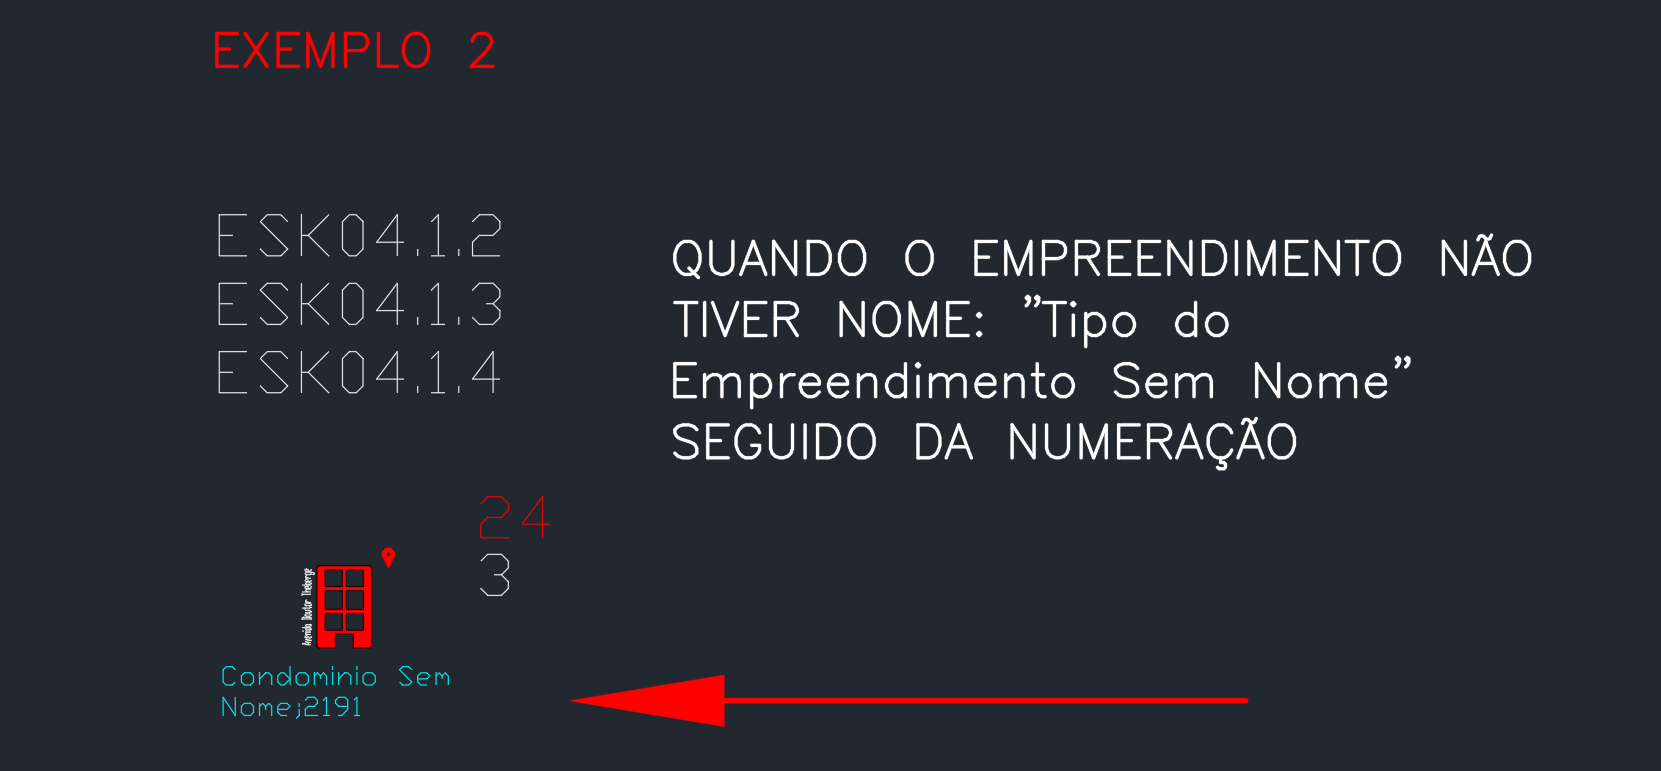 EXEMPLO 2
ESK04.1.2
ESK04.1.3
ESK04.1.4
QUANDO O EMPREENDIMENTO NÃO
TIVER NOME: ”Tipo do
Empreendimento Sem Nome”
SEGUIDO DA NUMERAÇÃO
24
3
Avenida Doutor Theberge
Condominio Sem
Nome;2191